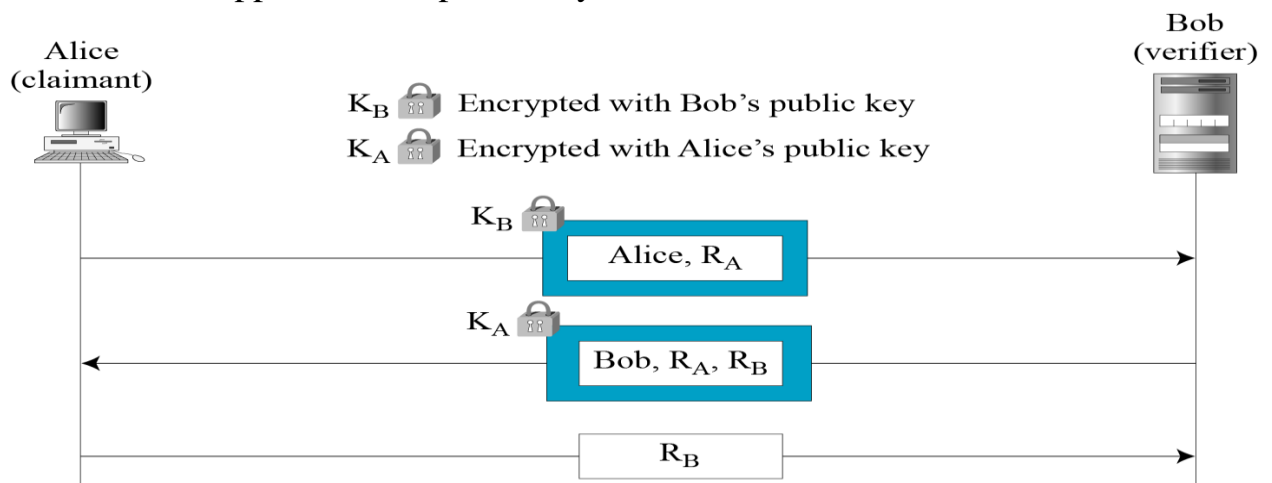 Alice
(claimant)
Bob
(verifier)
K_B Encrypted with Bob’s public key
K_A Encrypted with Alice’s public key
K_B
Alice, R_A
K_A
Bob, R_A, R_B
R_B